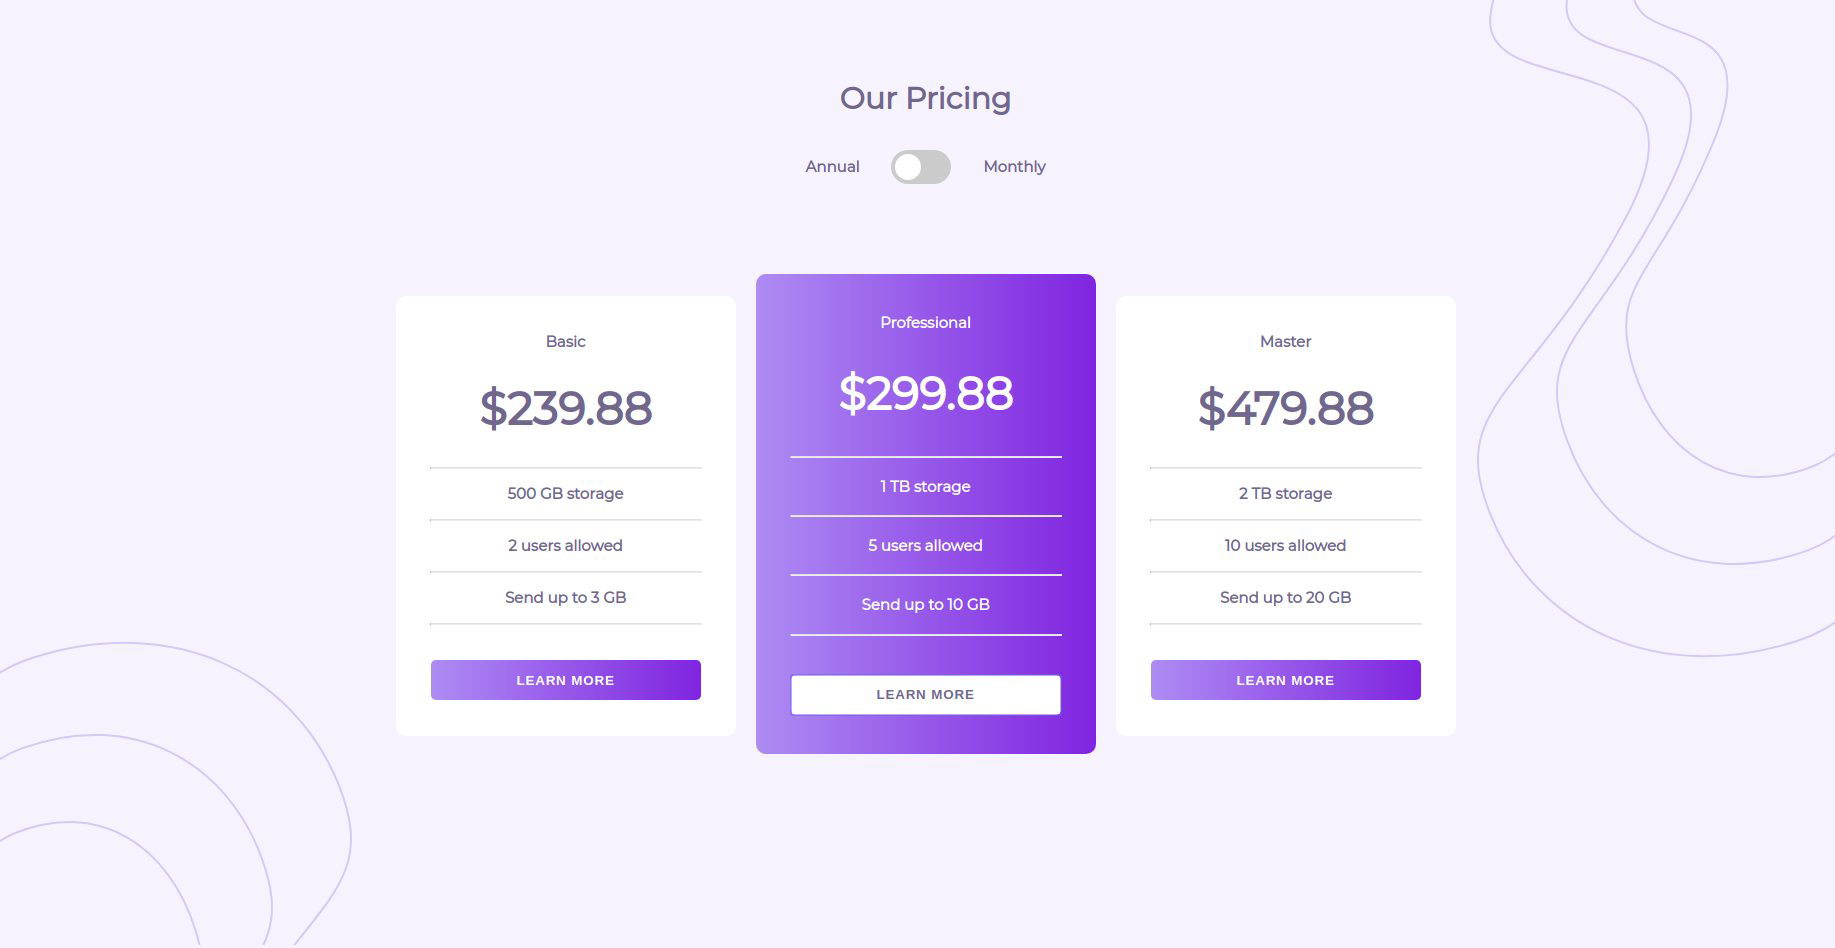 Our Pricing
Annual Monthly
Basic
$239.88
500 GB storage
2 users allowed
Send up to 3 GB
LEARN MORE
Professional
$299.88
1 TB storage
5 users allowed
Send up to 10 GB
LEARN MORE
Master
$479.88
2 TB storage
10 users allowed
Send up to 20 GB
LEARN MORE